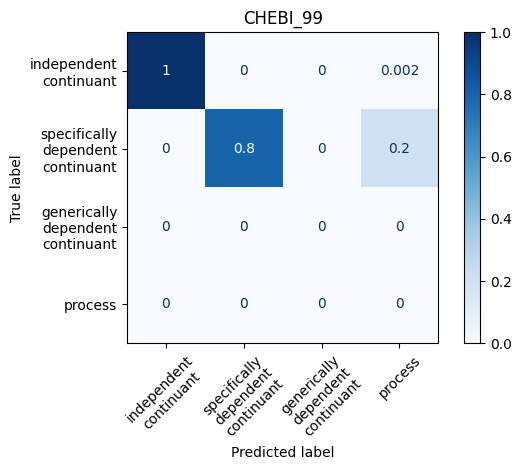 CHEBI_99
independent
continuant
1 0 0 0.002
specifically
dependent
continuant
0 0.8 0 0.2
generically
dependent
continuant
0 0 0 0
process
0 0 0 0
True label
independent
continuant
specifically
dependent
continuant
generically
dependent
continuant
process
Predicted label
1.0
0.8
0.6
0.4
0.2
0.0